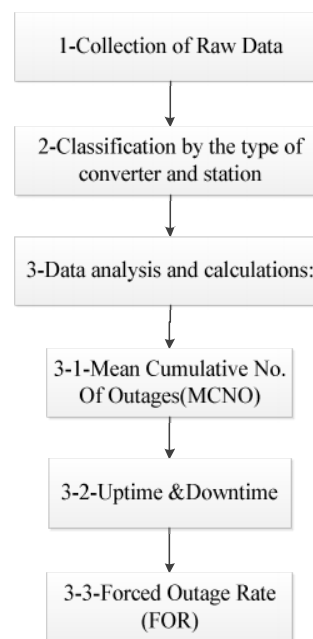 1-Collection of Raw Data
2-Classification by the type of
converter and station
3-Data analysis and calculations:
3-1-Mean Cumulative No.
Of Outages(MCNO)
3-2-Uptime &Downtime
3-3-Forced Outage Rate
(FOR)